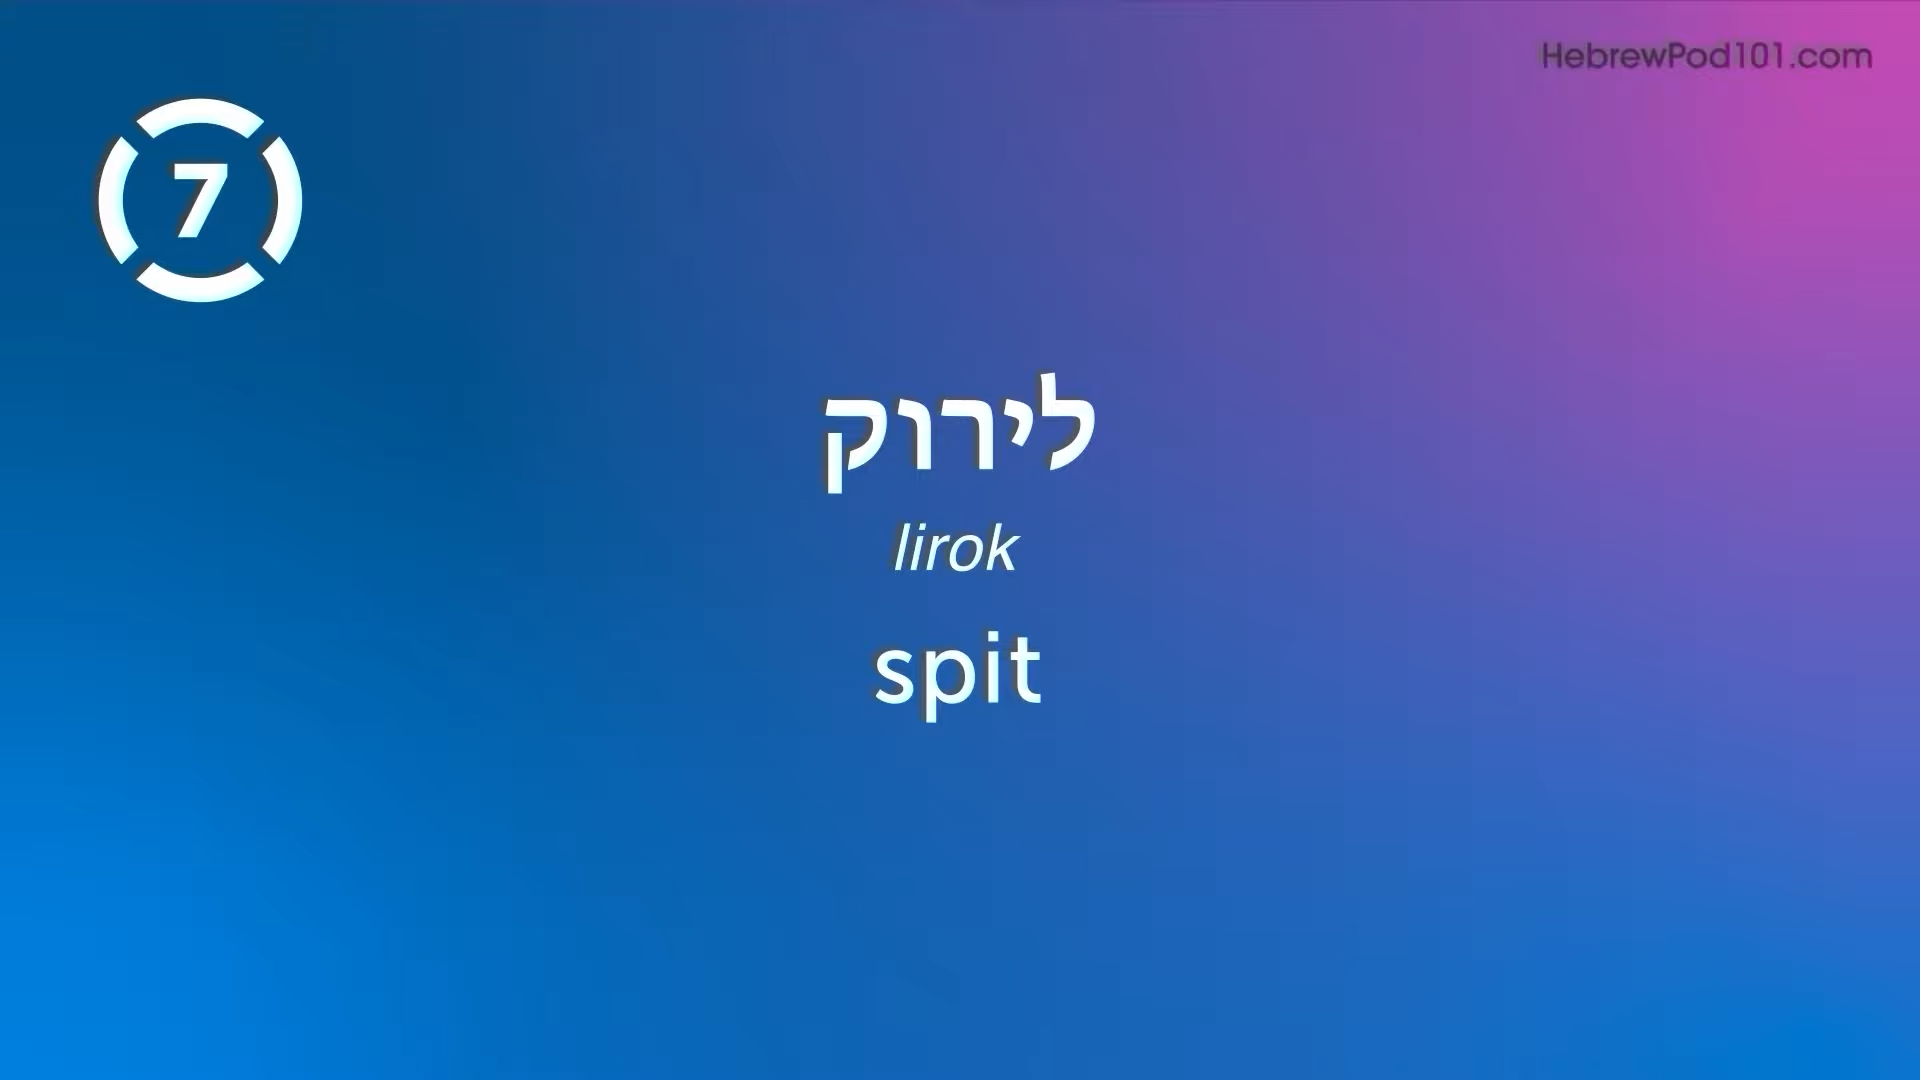 HebrewPod101.com
7
לירוק
lirok
spit